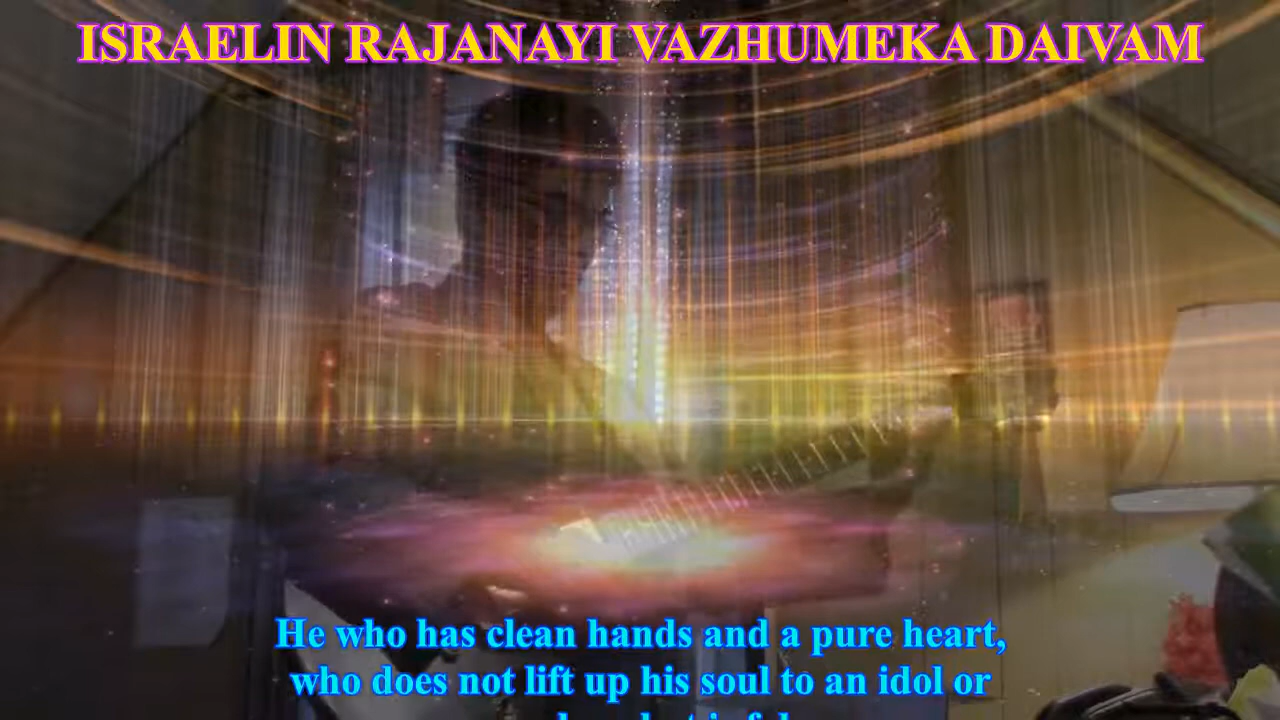 ISRAELIN RAJANAYI VAZHUMEKA DAIVAM
He who has clean hands and a pure heart,
who does not lift up his soul to an idol or